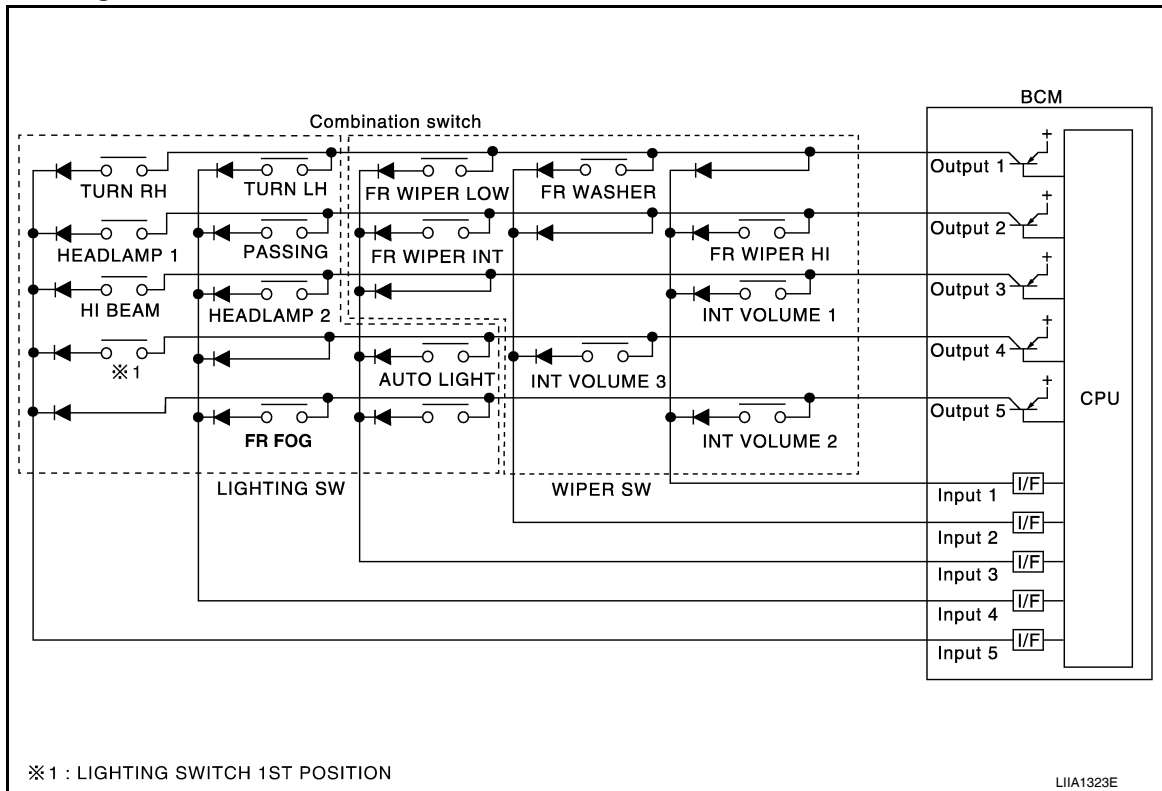 BCM
Combination switch
Output 1
+
TURN RH
TURN LH
FR WIPER LOW
FR WASHER
Output 2
+
HEADLAMP 1
PASSING
FR WIPER INT
FR WIPER HI
Output 3
+
HI BEAM
HEADLAMP 2
INT VOLUME 1
Output 4
+
※1
AUTO LIGHT
INT VOLUME 3
Output 5
+
CPU
FR FOG
INT VOLUME 2
LIGHTING SW
WIPER SW
Input 1
I/F
Input 2
I/F
Input 3
I/F
Input 4
I/F
Input 5
I/F
※1 : LIGHTING SWITCH 1ST POSITION
LIIA1323E